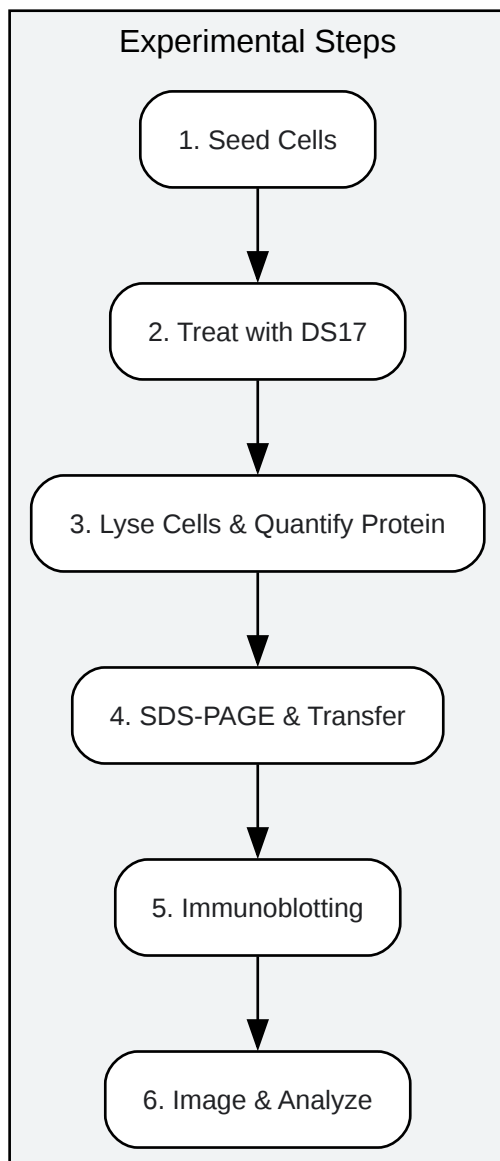 Experimental Steps
1. Seed Cells
2. Treat with DS17
3. Lyse Cells & Quantify Protein
4. SDS-PAGE & Transfer
5. Immunoblotting
6. Image & Analyze